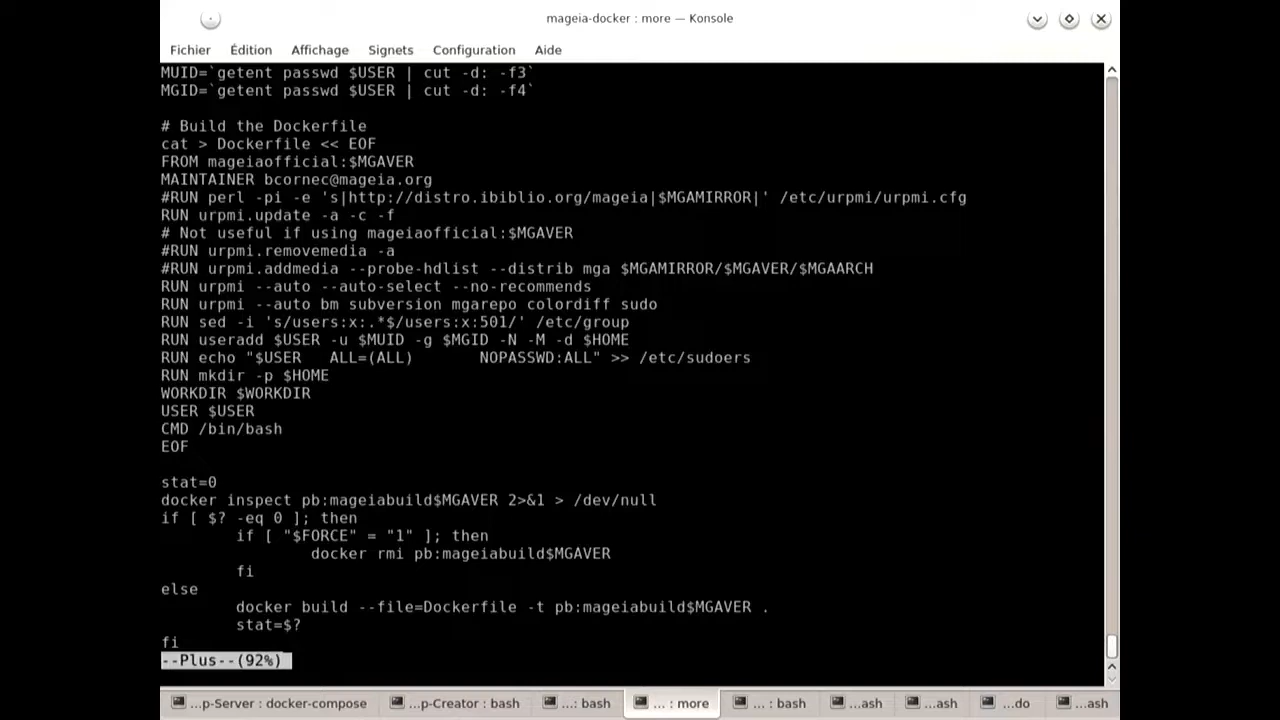 mageia-docker : more — Konsole
Fichier Édition Affichage Signets Configuration Aide
MUID=`getent passwd $USER | cut -d: -f3`
MGID=`getent passwd $USER | cut -d: -f4`
# Build the Dockerfile
cat > Dockerfile << EOF
FROM mageiaofficial:$MGAVER
MAINTAINER bcornec@mageia.org
#RUN perl -pi -e 's|http://distro.ibiblio.org/mageia|$MGAMIRROR|' /etc/urpmi/urpmi.cfg
RUN urpmi.update -a -c -f
# Not useful if using mageiaofficial:$MGAVER
#RUN urpmi.removemedia -a
#RUN urpmi.addmedia --probe-hdlist --distrib mga $MGAMIRROR/$MGAVER/$MGAARCH
RUN urpmi --auto --auto-select --no-recommends
RUN urpmi --auto bm subversion mgarepo colordiff sudo
RUN sed -i 's/users:x:.*$/users:x:501/' /etc/group
RUN useradd $USER -u $MUID -g $MGID -N -M -d $HOME
RUN echo "$USER   ALL=(ALL)       NOPASSWD:ALL" >> /etc/sudoers
RUN mkdir -p $HOME
WORKDIR $WORKDIR
USER $USER
CMD /bin/bash
EOF
stat=0
docker inspect pb:mageiabuild$MGAVER 2>&1 > /dev/null
if [ $? -eq 0 ]; then
        if [ "$FORCE" = "1" ]; then
                docker rmi pb:mageiabuild$MGAVER
        fi
else
        docker build --file=Dockerfile -t pb:mageiabuild$MGAVER .
        stat=$?
fi
--Plus--(92%)
...p-Server : docker-compose ...p-Creator : bash ...: bash ... : more ... : bash ...ash ...ash ...do ...ash